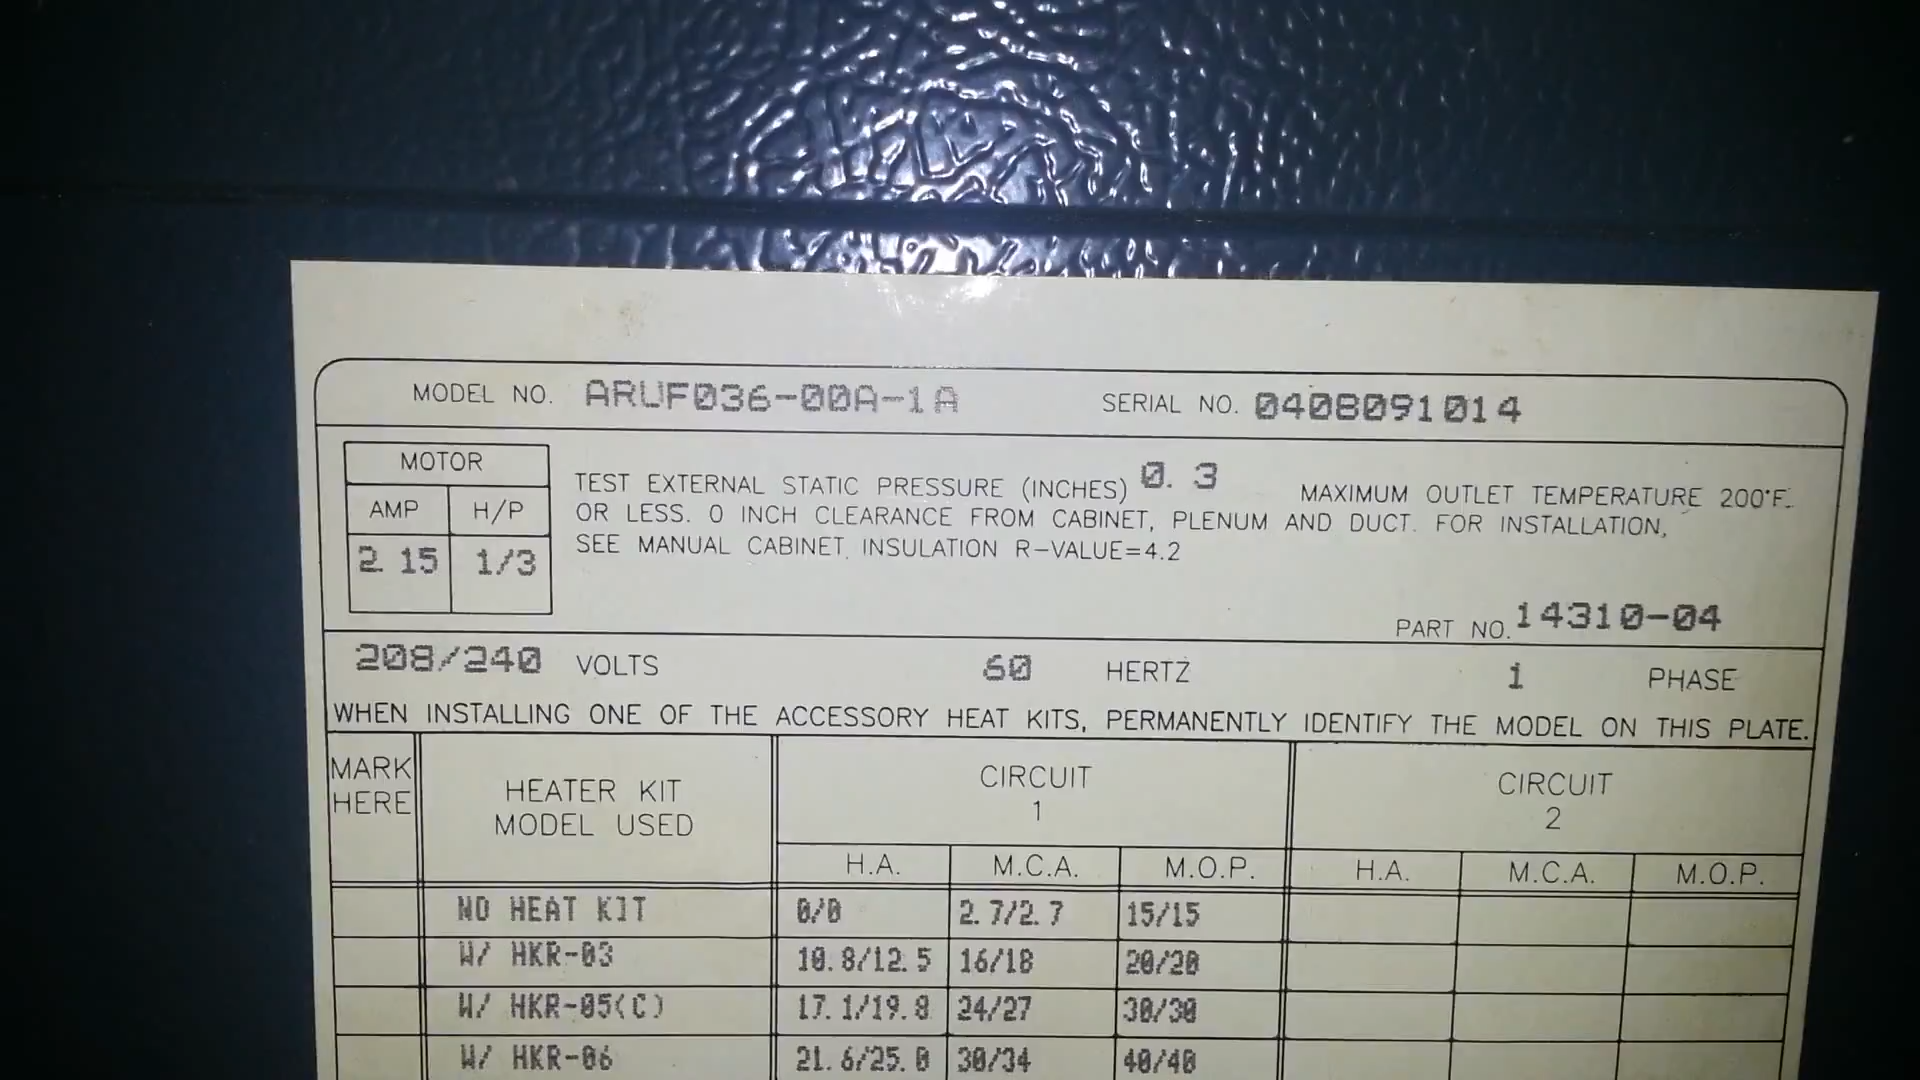 MODEL NO. ARUF036-00A-1A SERIAL NO. 0408091014
MOTOR
AMP H/P
2.15 1/3
TEST EXTERNAL STATIC PRESSURE (INCHES) 0.3 MAXIMUM OUTLET TEMPERATURE 200°F.
OR LESS. 0 INCH CLEARANCE FROM CABINET, PLENUM AND DUCT. FOR INSTALLATION,
SEE MANUAL CABINET. INSULATION R-VALUE=4.2
PART NO. 14310-04
208/240 VOLTS 60 HERTZ 1 PHASE
WHEN INSTALLING ONE OF THE ACCESSORY HEAT KITS, PERMANENTLY IDENTIFY THE MODEL ON THIS PLATE.
MARK HERE
HEATER KIT
MODEL USED
CIRCUIT
1
CIRCUIT
2
H.A. M.C.A. M.O.P. H.A. M.C.A. M.O.P.
NO HEAT KIT 0/0 2.7/2.7 15/15
W/ HKR-03 10.8/12.5 16/18 20/20
W/ HKR-05(C) 17.1/19.8 24/27 30/30
W/ HKR-06 21.6/25.0 30/34 40/40